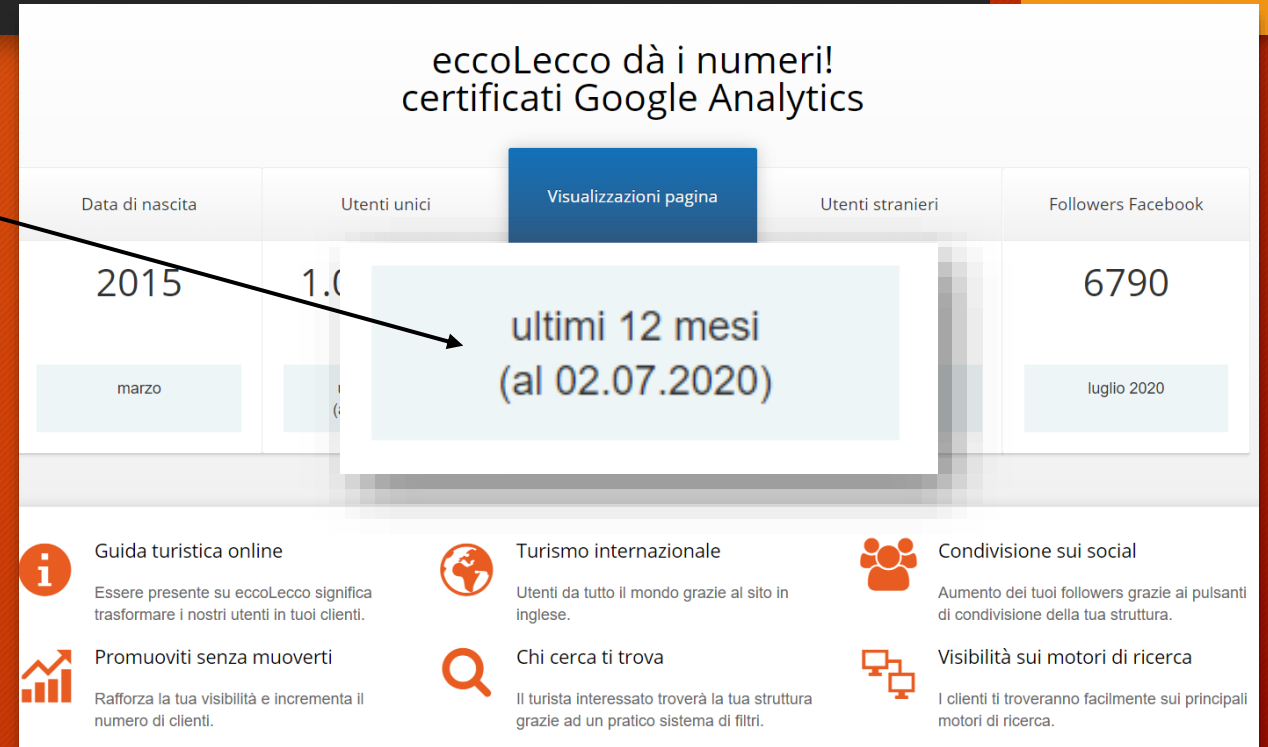 eccoLecco dà i numeri!
certificati Google Analytics
Data di nascita
Utenti unici
Visualizzazioni pagina
Utenti stranieri
Followers Facebook
2015
6790
ultimi 12 mesi
(al 02.07.2020)
marzo
luglio 2020
Guida turistica online
Essere presente su eccoLecco significa
trasformare i nostri utenti in tuoi clienti.
Turismo internazionale
Utenti da tutto il mondo grazie al sito in
inglese.
Condivisione sui social
Aumento dei tuoi followers grazie ai pulsanti
di condivisione della tua struttura.
Promuoviti senza muoverti
Rafforza la tua visibilità e incrementa il
numero di clienti.
Chi cerca ti trova
Il turista interessato troverà la tua struttura
grazie ad un pratico sistema di filtri.
Visibilità sui motori di ricerca
I clienti ti troveranno facilmente sui principali
motori di ricerca.